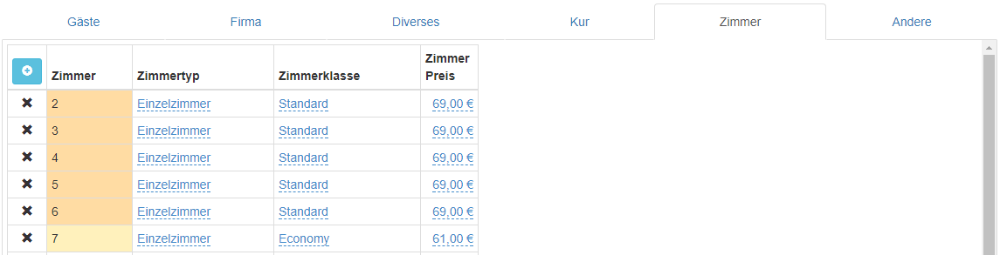 Gäste Firma Diverses Kur Zimmer Andere
Zimmer Zimmertyp Zimmerklasse Zimmer Preis
2 Einzelzimmer Standard 69,00 €
3 Einzelzimmer Standard 69,00 €
4 Einzelzimmer Standard 69,00 €
5 Einzelzimmer Standard 69,00 €
6 Einzelzimmer Standard 69,00 €
7 Einzelzimmer Economy 61,00 €